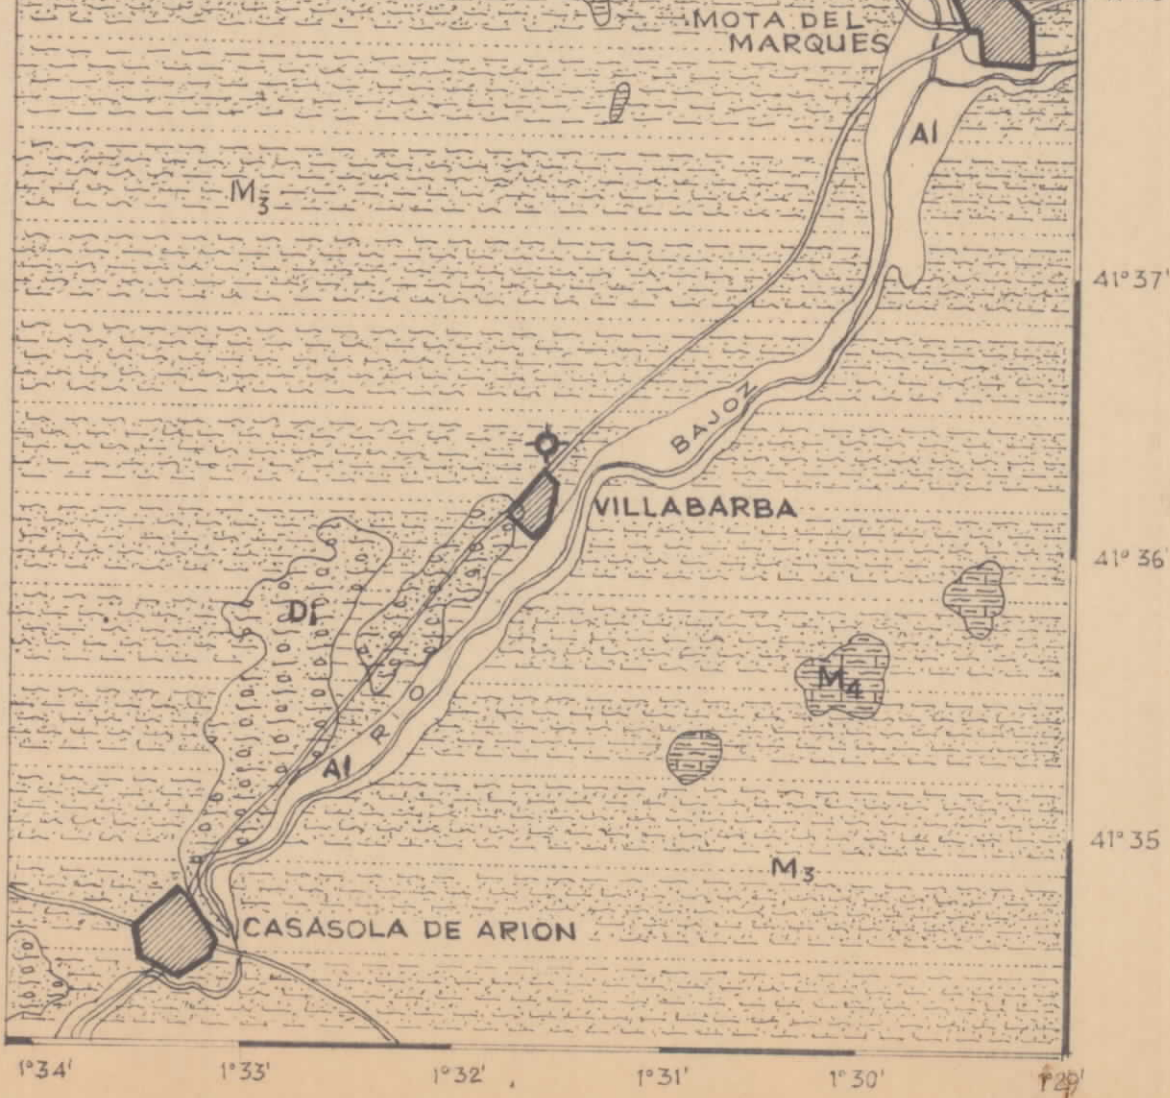 MOTA DEL
MARQUES
Al
M3
41°37'
BAJOZ
VILLABARBA
41°36'
Df
M4
RIO
Al
41°35
M3
CASASOLA DE ARION
1°34'
1°33'
1°32'
1°31'
1°30'
1°29'